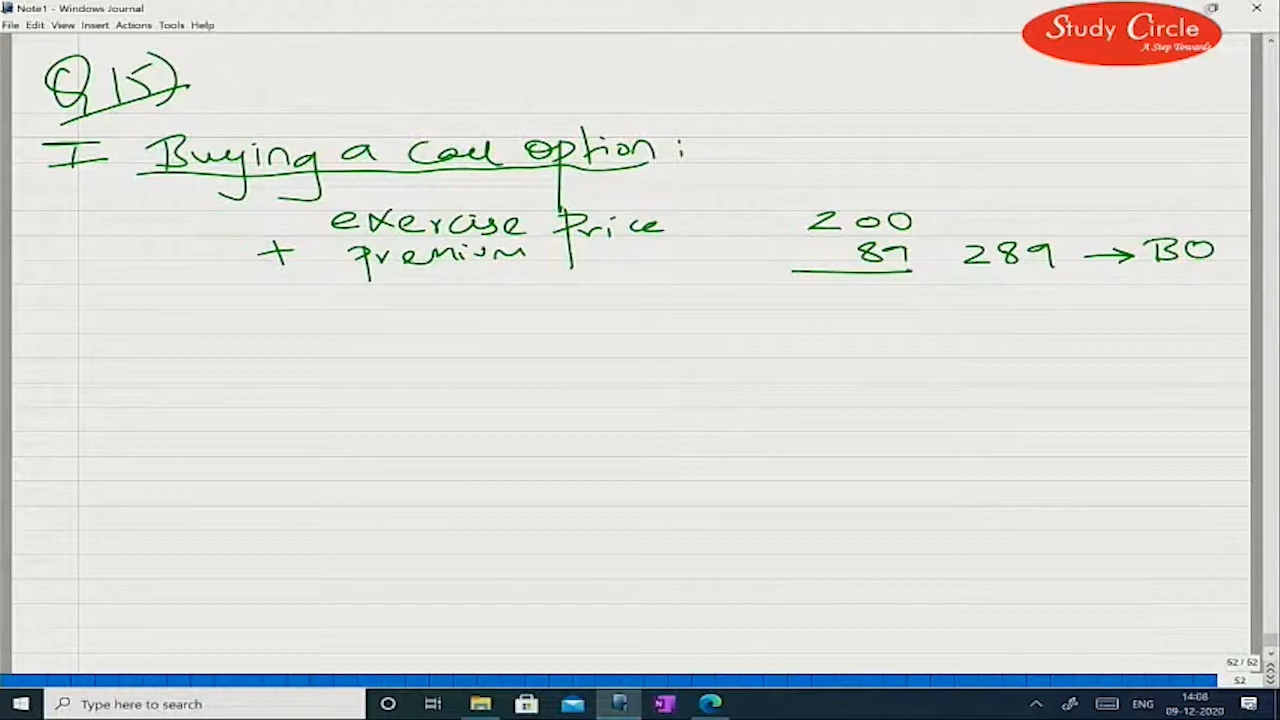 Note1 - Windows Journal
File Edit View Insert Actions Tools Help
Study Circle
A Step Towards
Q 15)
I Buying a Call option :
exercise Price 200
+ premium 89 289 → BO
52 / 52
52
Type here to search
ENG
14:08
09-12-2020